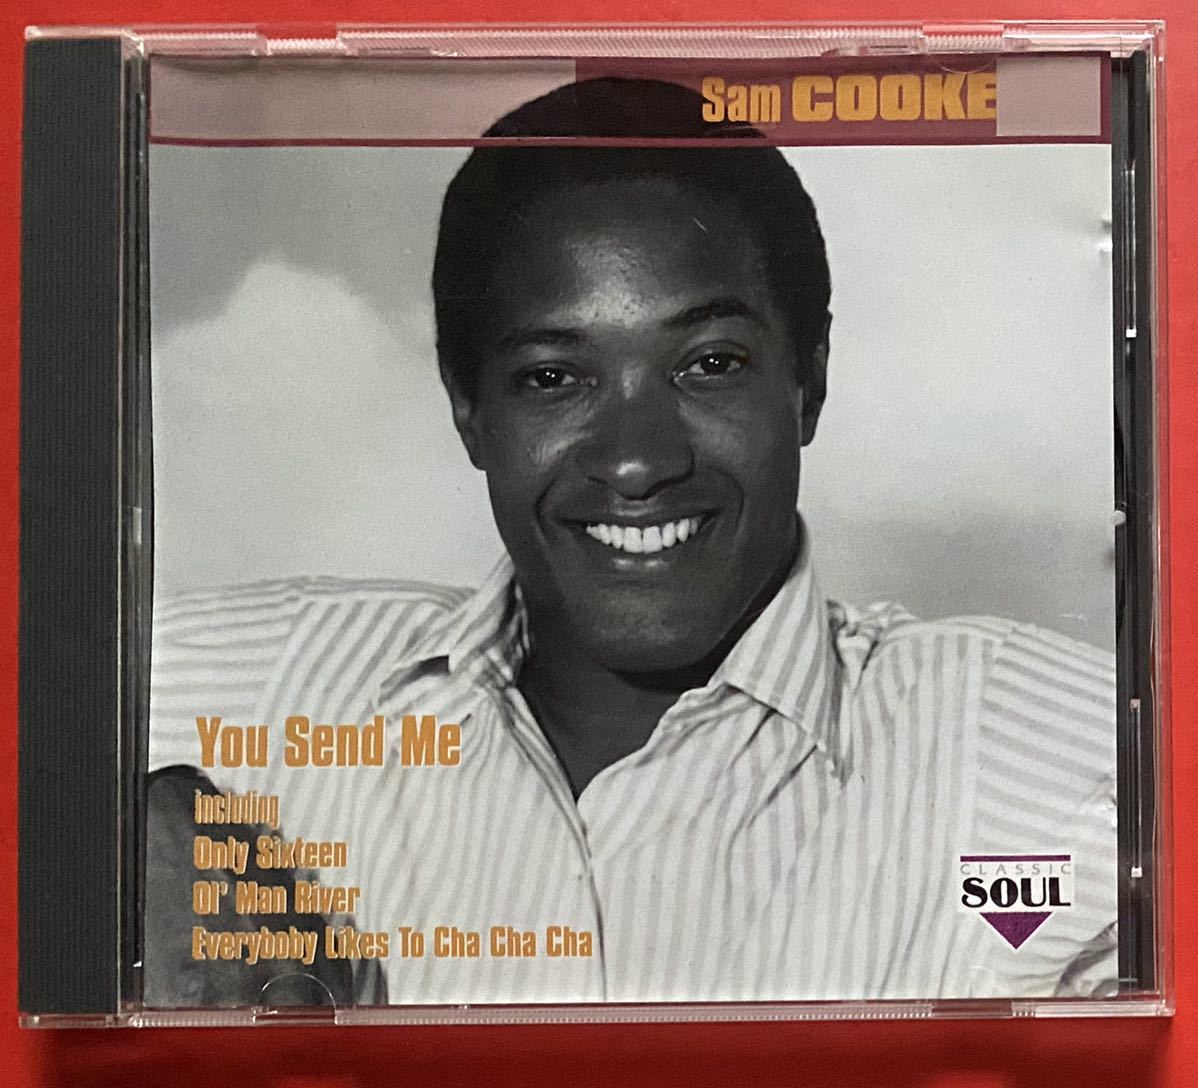 Sam COOKE
You Send Me
including
Only Sixteen
Ol' Man River
Everyboby Likes To Cha Cha Cha
CLASSIC
SOUL